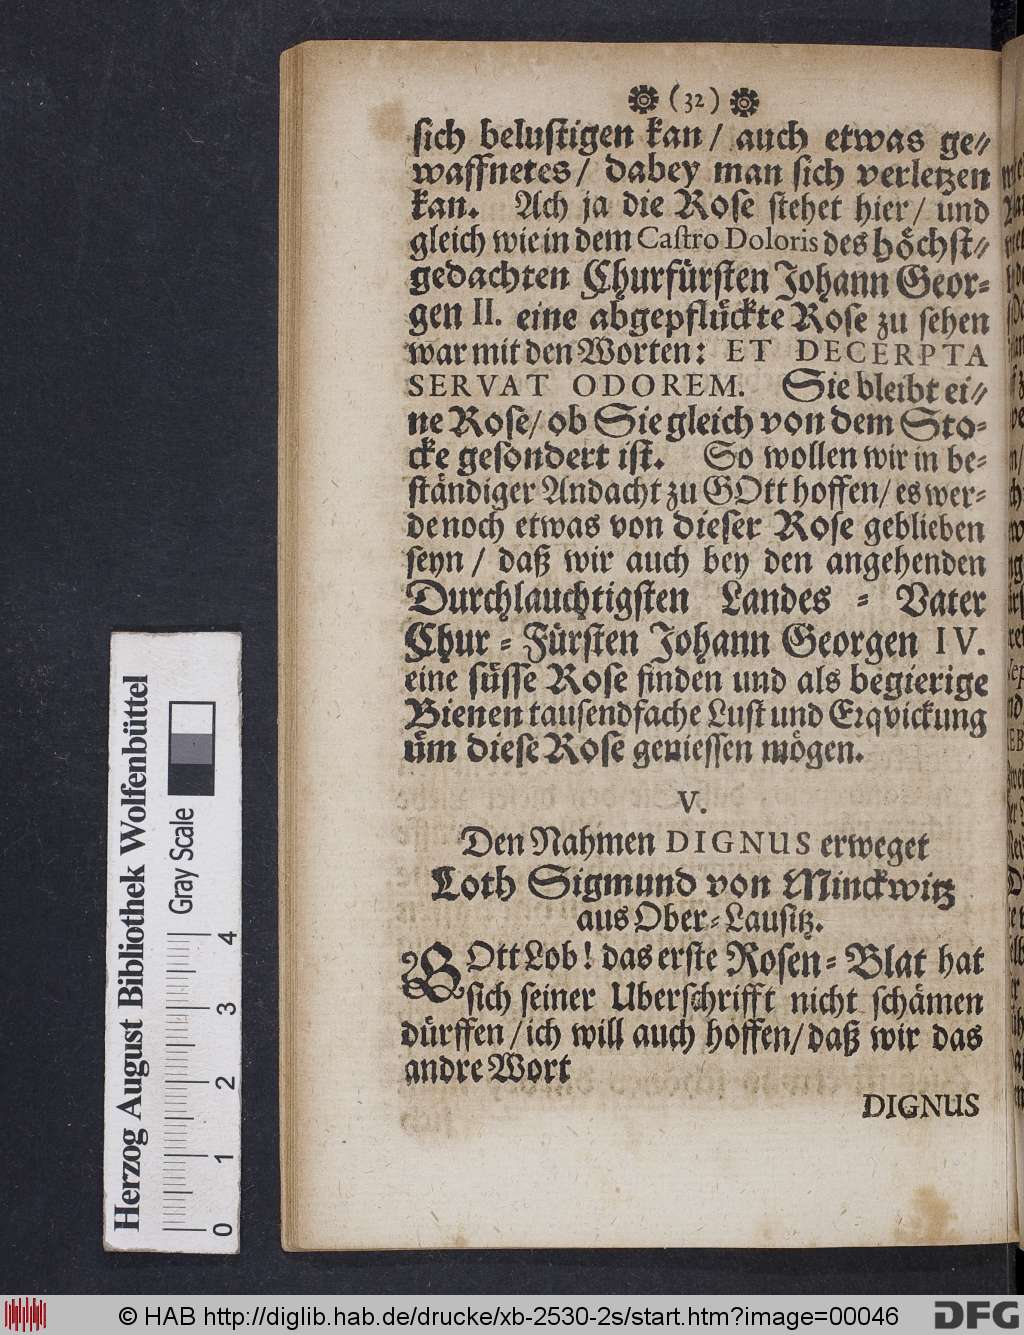 (32)
sich belustigen kan / auch etwas ge-
waffnetes / dabey man sich verletzen
kan. Ach ja die Rose stehet hier / und
gleich wie in dem Castro Doloris des höchst-
gedachten Churfürsten Johann Geor-
gen II. eine abgepflückte Rose zu sehen
war mit den Worten: ET DECERPTA
SERVAT ODOREM. Sie bleibt ei-
ne Rose / ob Sie gleich von dem Sto-
cke gesondert ist. So wollen wir in be-
ständiger Andacht zu GOtt hoffen / es wer-
de noch etwas von dieser Rose geblieben
seyn / daß wir auch bey den angehenden
Durchlauchtigsten Landes-Vater
Chur-Fürsten Johann Georgen IV.
eine süsse Rose finden und als begierige
Bienen tausendfache Lust und Erqvickung
üm diese Rose geniessen mögen.
V.
Den Nahmen DIGNUS erweget
Loth Sigmund von Minckwitz
aus Ober-Lausitz.
GOtt Lob! das erste Rosen-Blat hat
sich seiner Uberschrifft nicht schämen
dürffen / ich will auch hoffen / daß wir das
andre Wort
DIGNUS
Herzog August Bibliothek Wolfenbüttel
Gray Scale
0 1 2 3 4
© HAB http://diglib.hab.de/drucke/xb-2530-2s/start.htm?image=00046
DFG